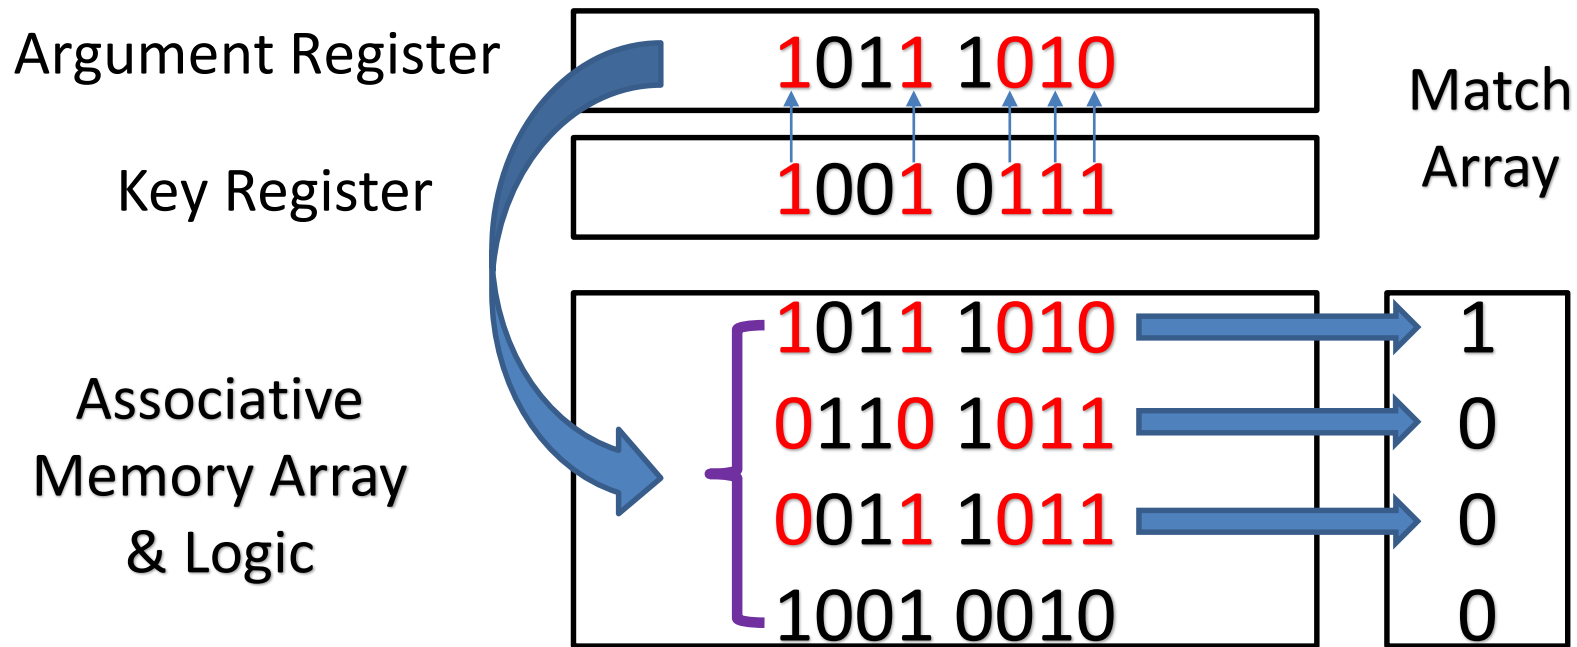 Argument Register
1011 1010
Key Register
1001 0111
Match
Array
Associative
Memory Array
& Logic
1011 1010
1
0110 1011
0
0011 1011
0
1001 0010
0